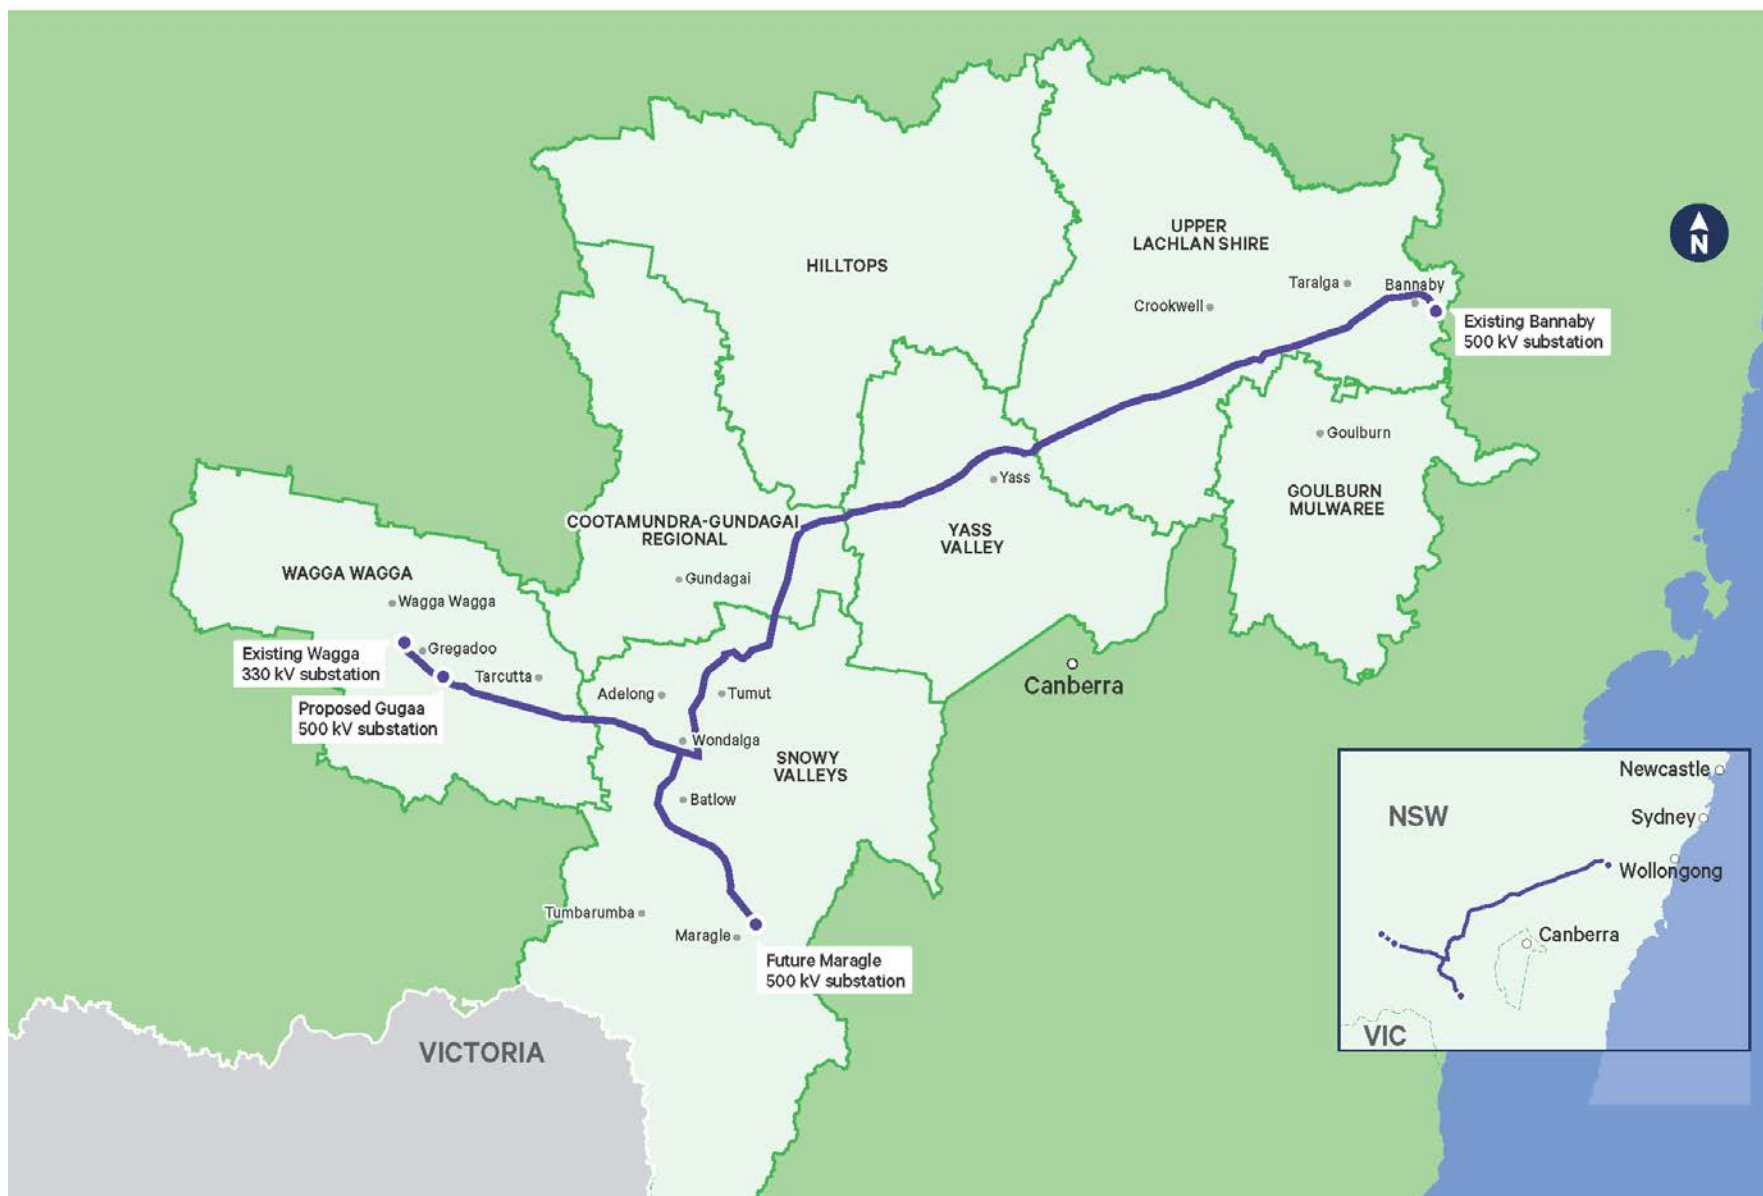 HILLTOPS
UPPER
LACHLAN SHIRE
Taralga
Bannaby
Crookwell
Existing Bannaby
500 kV substation
N
Goulburn
GOULBURN
MULWAREE
Yass
YASS
VALLEY
COOTAMUNDRA-GUNDAGAI
REGIONAL
Gundagai
WAGGA WAGGA
Wagga Wagga
Gregadoo
Existing Wagga
330 kV substation
Tarcutta
Proposed Gugaa
500 kV substation
Adelong
Tumut
Canberra
Wondalga
SNOWY
VALLEYS
Batlow
Tumbarumba
Maragle
Future Maragle
500 kV substation
VICTORIA
Newcastle
NSW
Sydney
Wollongong
Canberra
VIC